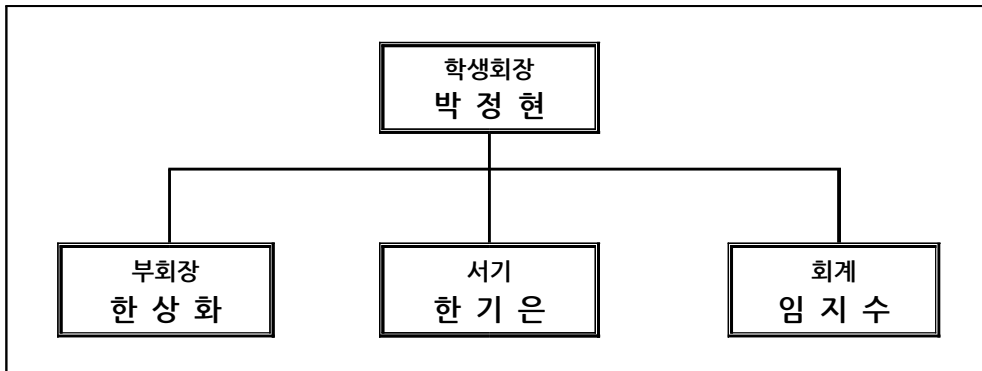 학생회장
박 정 현
부회장
한 상 화
서기
한 기 은
회계
임 지 수